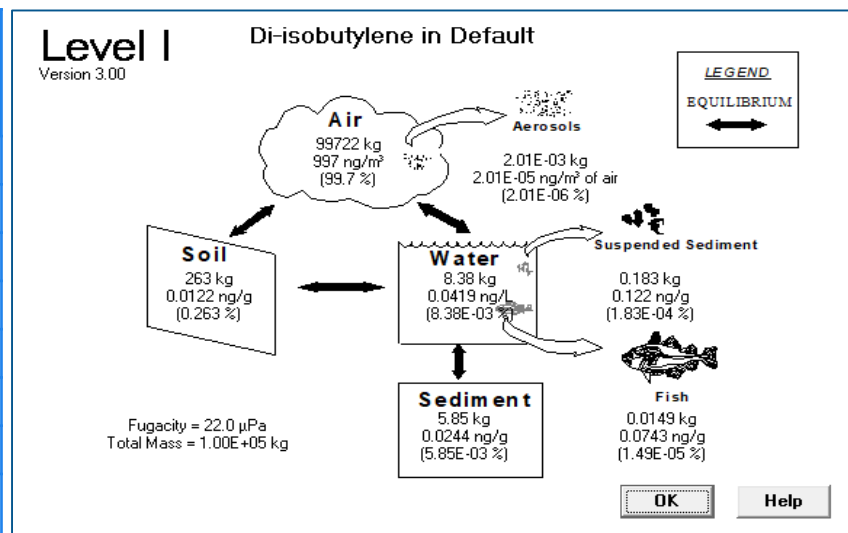 Level I
Version 3.00
Di-isobutylene in Default
LEGEND
EQUILIBRIUM
Air
99722 kg
997 ng/m³
(99.7 %)
Aerosols
2.01E-03 kg
2.01E-05 ng/m³ of air
(2.01E-06 %)
Soil
263 kg
0.0122 ng/g
(0.263 %)
Water
8.38 kg
0.0419 ng/L
(8.38E-03 %)
Suspended Sediment
0.183 kg
0.122 ng/g
(1.83E-04 %)
Sediment
5.85 kg
0.0244 ng/g
(5.85E-03 %)
Fish
0.0149 kg
0.0743 ng/g
(1.49E-05 %)
Fugacity = 22.0 µPa
Total Mass = 1.00E+05 kg
OK
Help